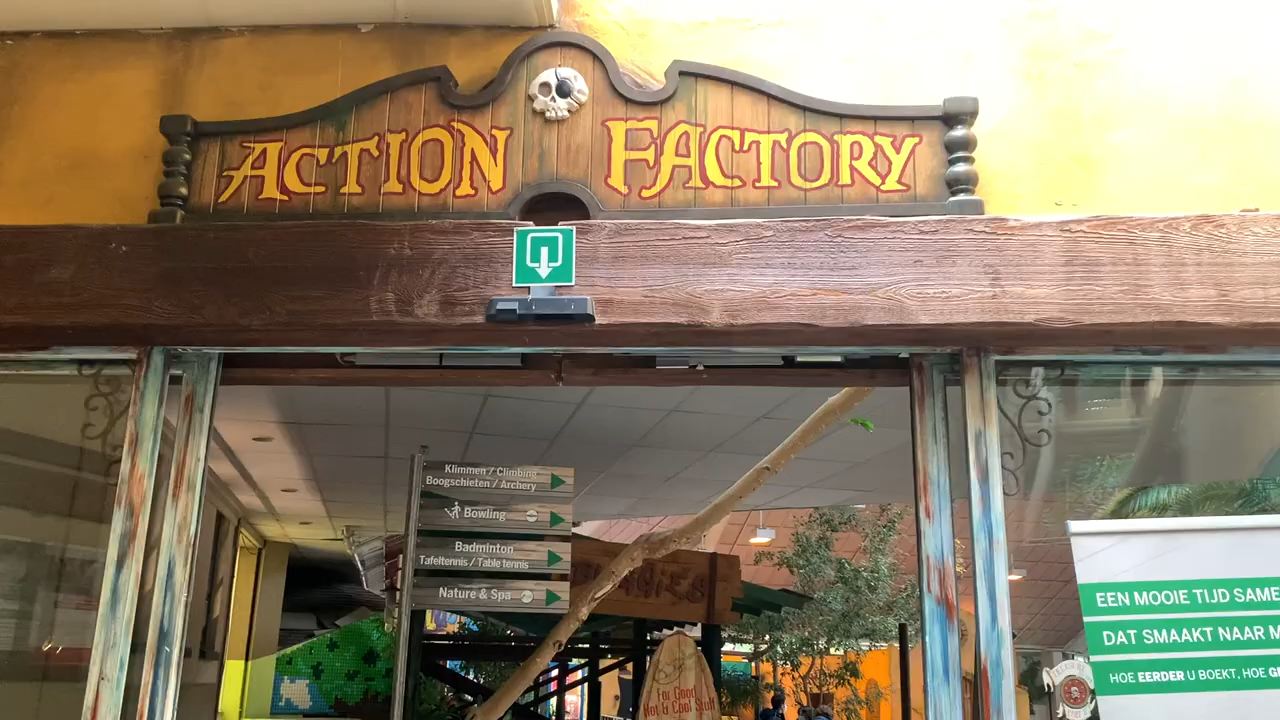 ACTION FACTORY
Klimmen / Climbing
Boogschieten / Archery
Bowling
Badminton
Tafeltennis / Table tennis
Nature & Spa
For Good
Hot & Cool Stuff
EEN MOOIE TIJD SAME
DAT SMAAKT NAAR M
HOE EERDER U BOEKT, HOE GE